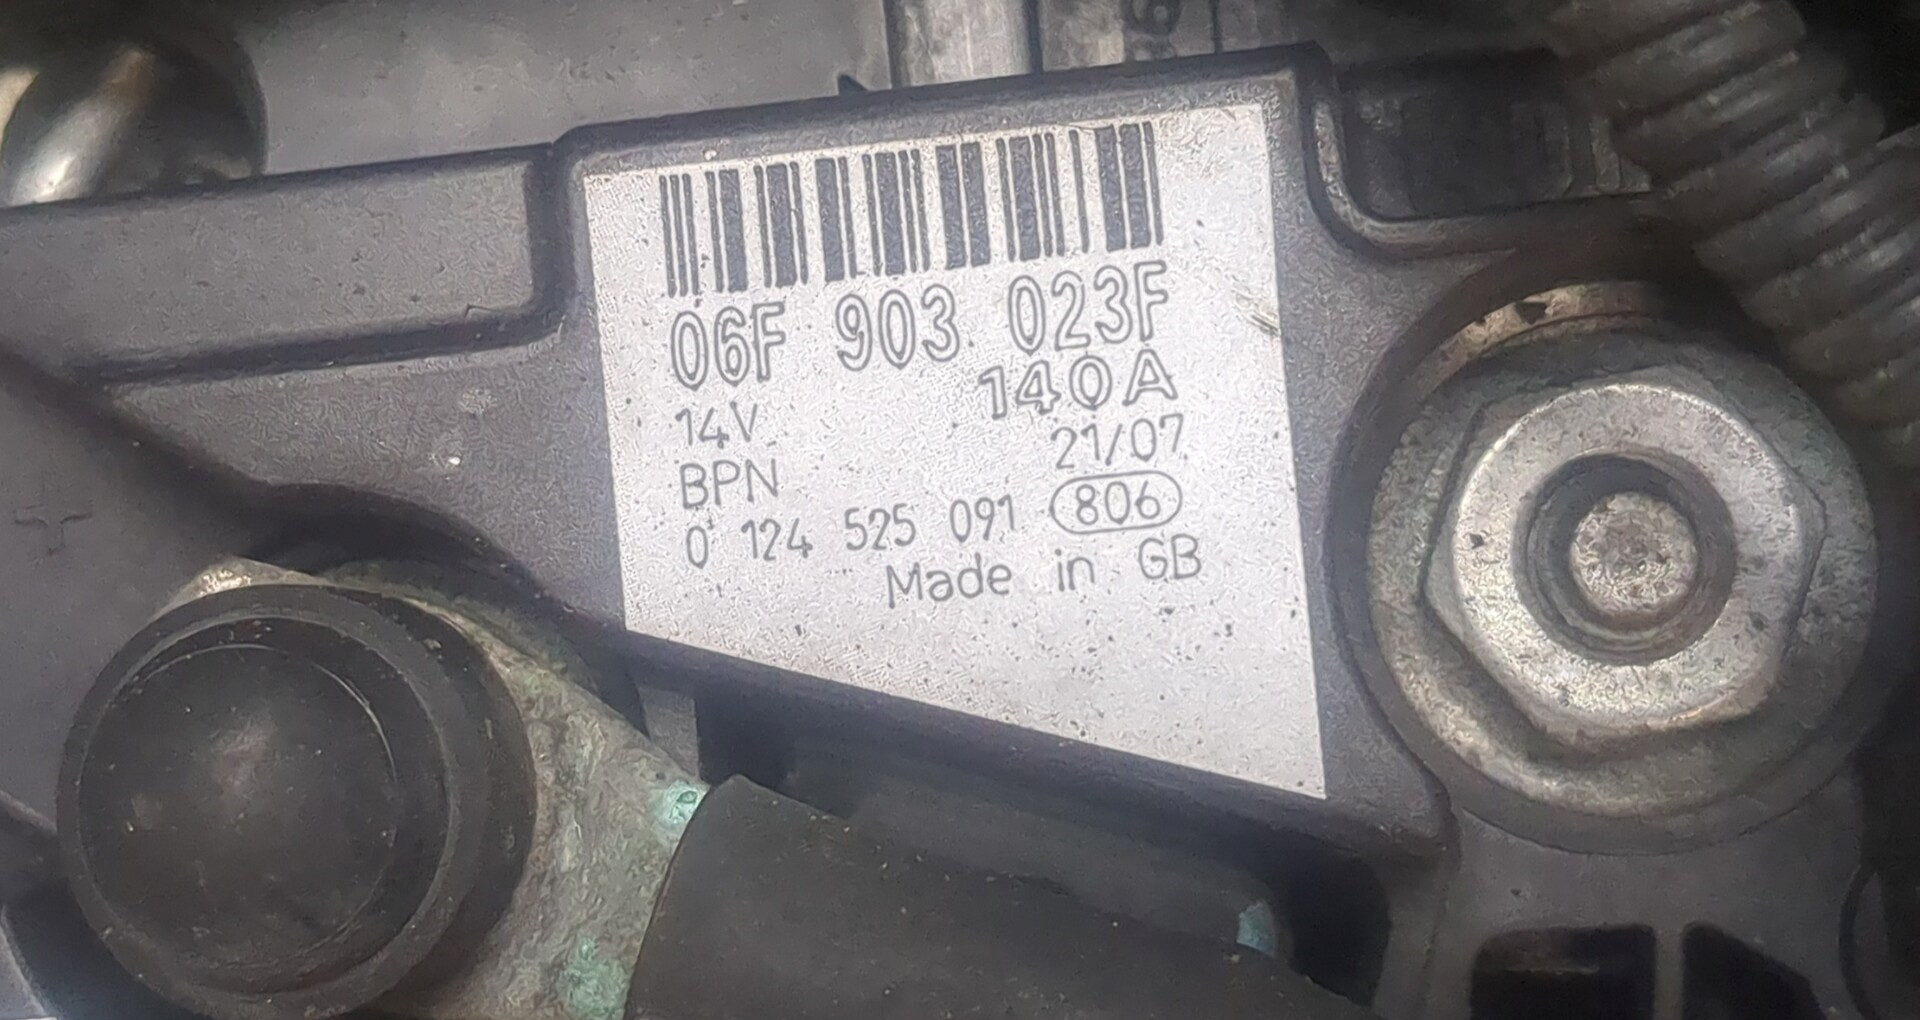 06F 903 023F
14V 140A
BPN 21/07
0 124 525 091 806
Made in GB